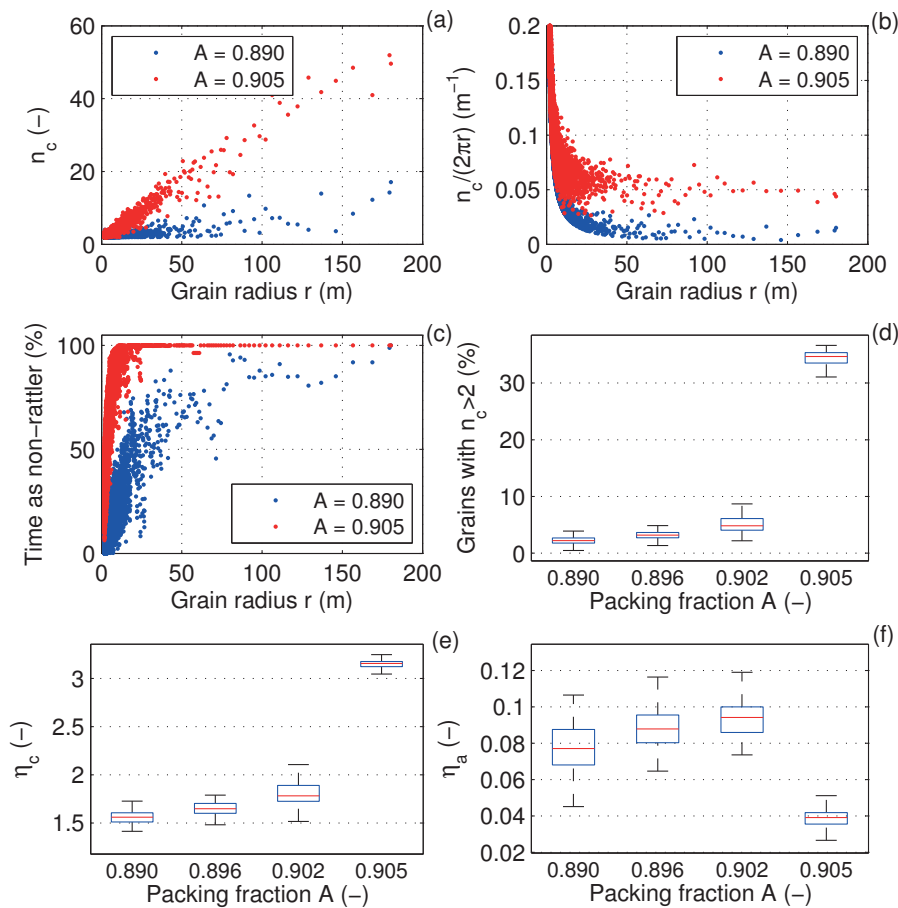 (a)
60
40
20
0
n_c (−)
A = 0.890
A = 0.905
0 50 100 150 200
Grain radius r (m)
(b)
0.2
0.15
0.1
0.05
0
n_c/(2πr) (m⁻¹)
A = 0.890
A = 0.905
0 50 100 150 200
Grain radius r (m)
(c)
100
50
0
Time as non−rattler (%)
A = 0.890
A = 0.905
0 50 100 150 200
Grain radius r (m)
(d)
30
20
10
0
Grains with n_c>2 (%)
0.890 0.896 0.902 0.905
Packing fraction A (−)
(e)
3
2.5
2
1.5
η_c (−)
0.890 0.896 0.902 0.905
Packing fraction A (−)
(f)
0.12
0.1
0.08
0.06
0.04
0.02
η_a (−)
0.890 0.896 0.902 0.905
Packing fraction A (−)